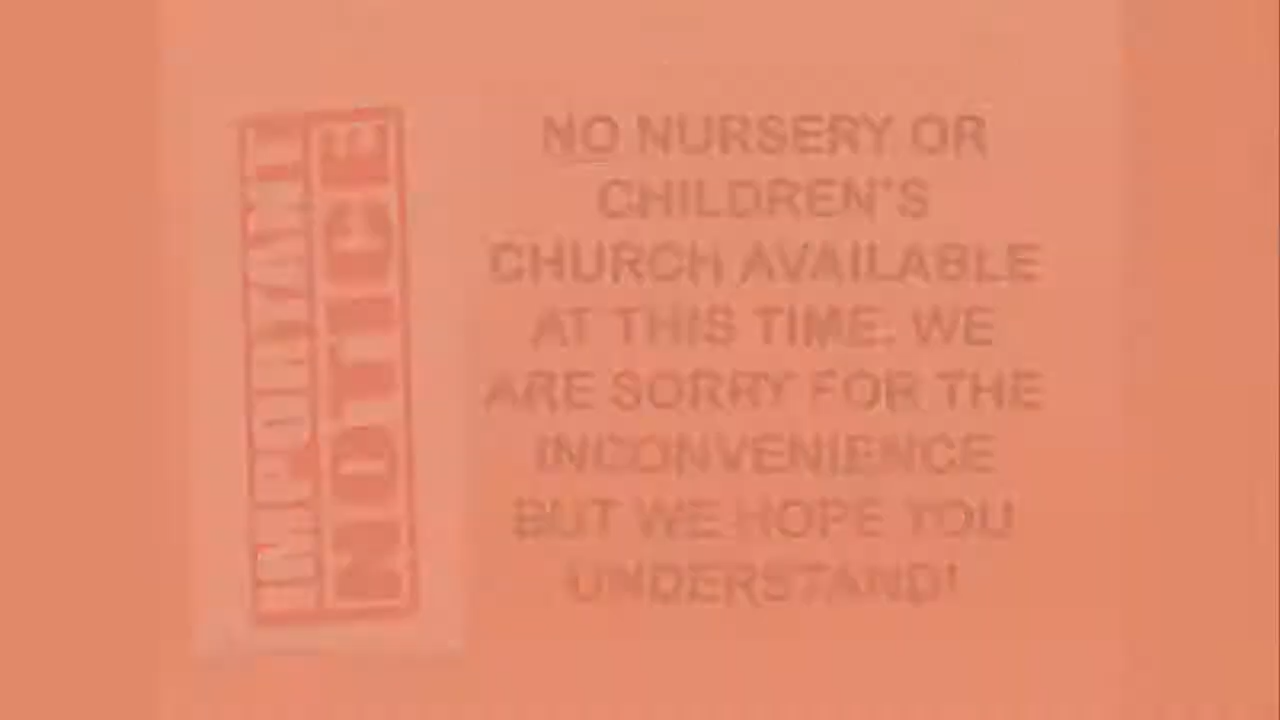 IMPORTANT
NOTICE
NO NURSERY OR
CHILDREN'S
CHURCH AVAILABLE
AT THIS TIME. WE
ARE SORRY FOR THE
INCONVENIENCE
BUT WE HOPE YOU
UNDERSTAND!